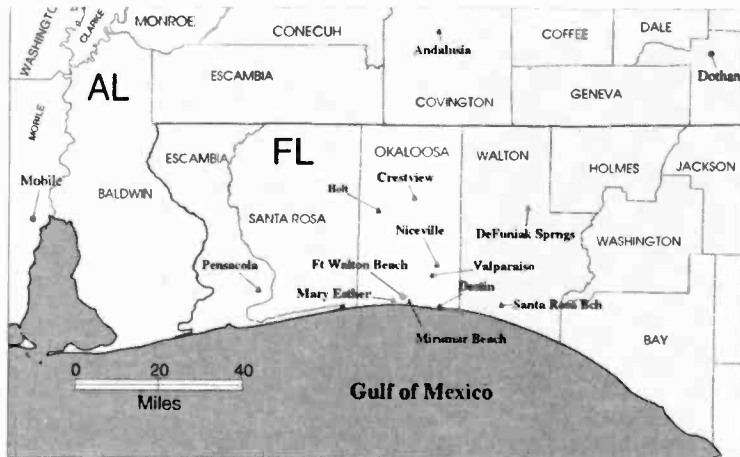 WASHINGTON
CLARKE
MONROE
CONECUH
Andalusia
COFFEE
DALE
Dothan
AL
ESCAMBIA
COVINGTON
GENEVA
MOBILE
ESCAMBIA
FL
OKALOOSA
WALTON
HOLMES
JACKSON
Mobile
BALDWIN
Crestview
Holt
SANTA ROSA
Niceville
DeFuniak Sprngs
WASHINGTON
Pensacola
Ft Walton Beach
Valparaiso
Mary Esther
Destin
Santa Rosa Bch
Miramar Beach
BAY
0 20 40
Miles
Gulf of Mexico